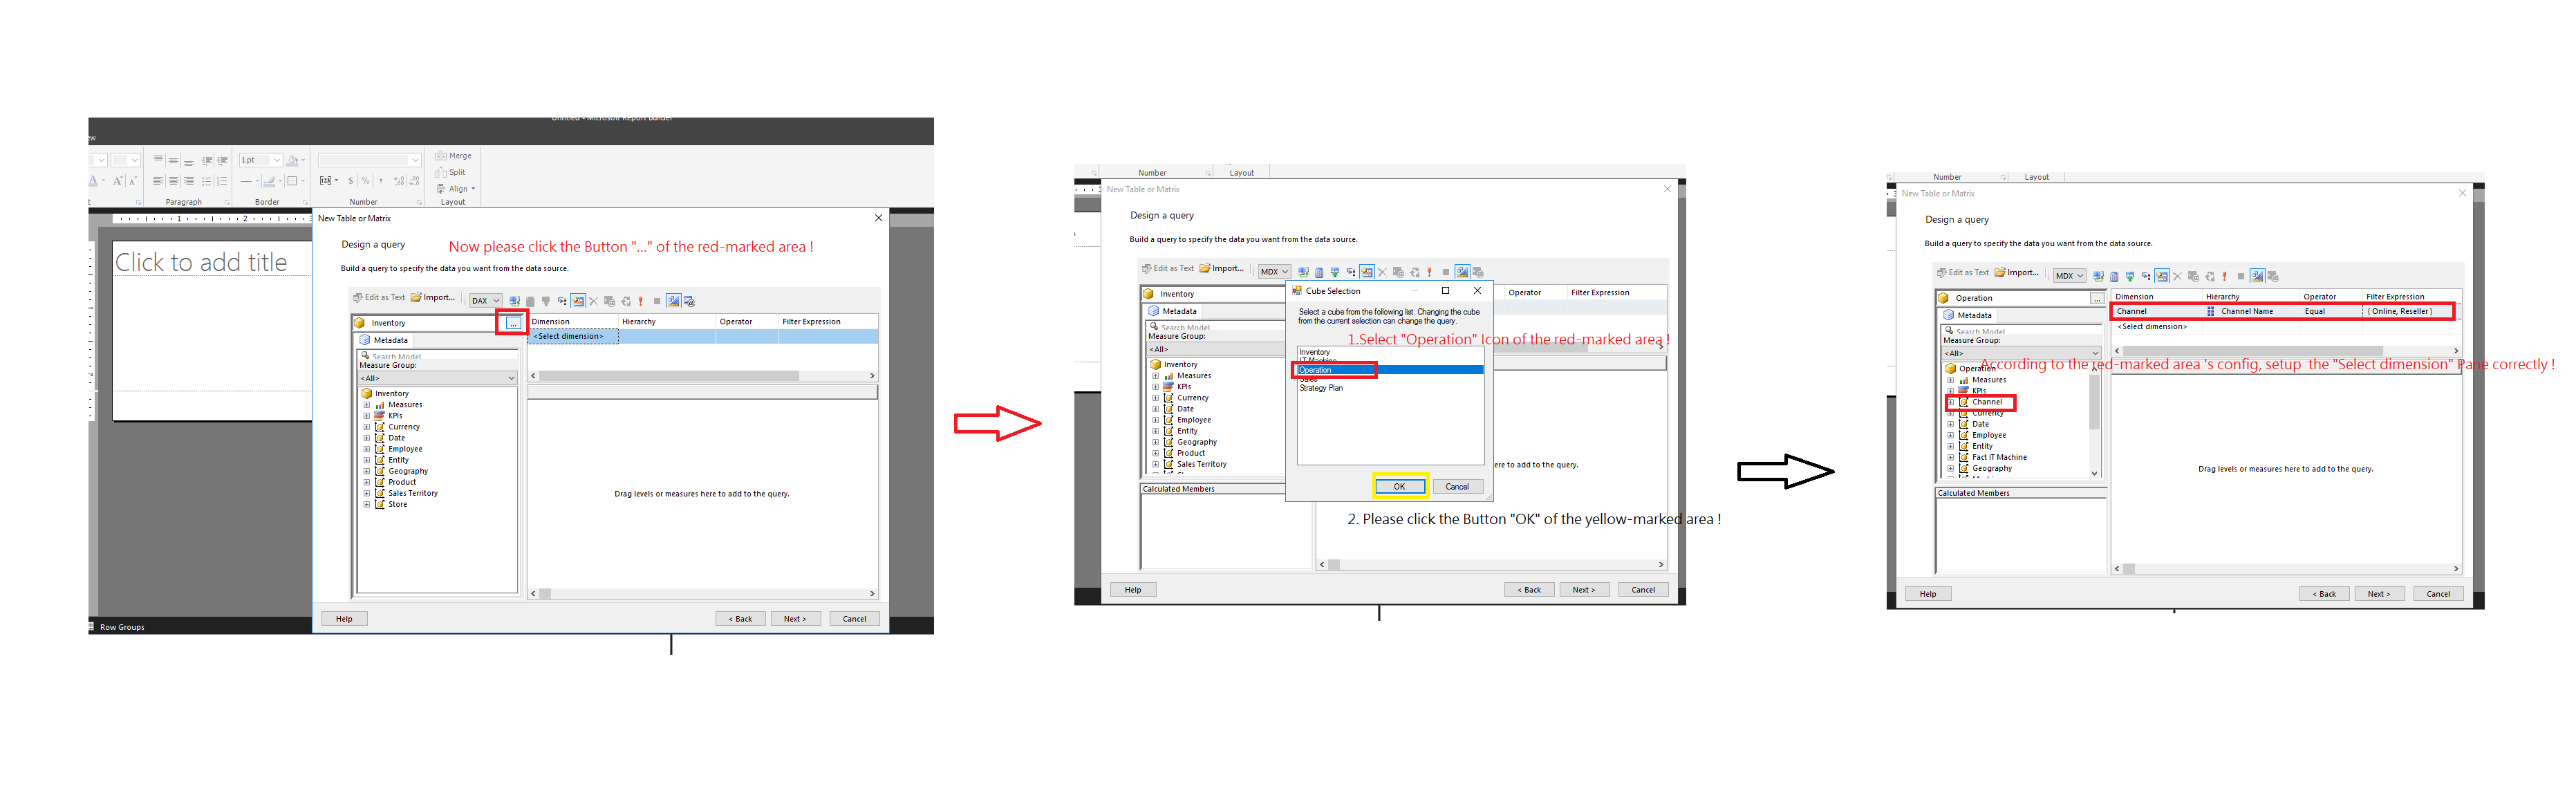 Untitled - Microsoft Report Builder
ew
1 pt
Merge
Split
Align
Paragraph
Border
Number
Layout
Click to add title
Row Groups
New Table or Matrix
Design a query
Now please click the Button "..." of the red-marked area !
Build a query to specify the data you want from the data source.
Edit as Text Import... DAX
Inventory ...
Metadata
Search Model
Measure Group:
<All>
Inventory
Measures
KPIs
Currency
Date
Employee
Entity
Geography
Product
Sales Territory
Store
Dimension Hierarchy Operator Filter Expression
<Select dimension>
Drag levels or measures here to add to the query.
Help < Back Next > Cancel
Number Layout
New Table or Matrix
Design a query
Build a query to specify the data you want from the data source.
Edit as Text Import... MDX
Inventory
Metadata
Search Model
Measure Group:
<All>
Inventory
Measures
KPIs
Currency
Date
Employee
Entity
Geography
Product
Sales Territory
Calculated Members
Operator Filter Expression
Cube Selection
Select a cube from the following list. Changing the cube
from the current selection can change the query.
1.Select "Operation" Icon of the red-marked area !
Inventory
IT Machine
Operation
Sales
Strategy Plan
OK Cancel
ere to add to the query.
2. Please click the Button "OK" of the yellow-marked area !
Help < Back Next > Cancel
Number Layout
New Table or Matrix
Design a query
Build a query to specify the data you want from the data source.
Edit as Text Import... MDX
Operation ...
Metadata
Search Model
Measure Group:
<All>
Operation
Measures
KPIs
Channel
Currency
Date
Employee
Entity
Fact IT Machine
Geography
Calculated Members
Dimension Hierarchy Operator Filter Expression
Channel Channel Name Equal { Online, Reseller }
<Select dimension>
According to the red-marked area 's config, setup the "Select dimension" Pane correctly !
Drag levels or measures here to add to the query.
Help < Back Next > Cancel